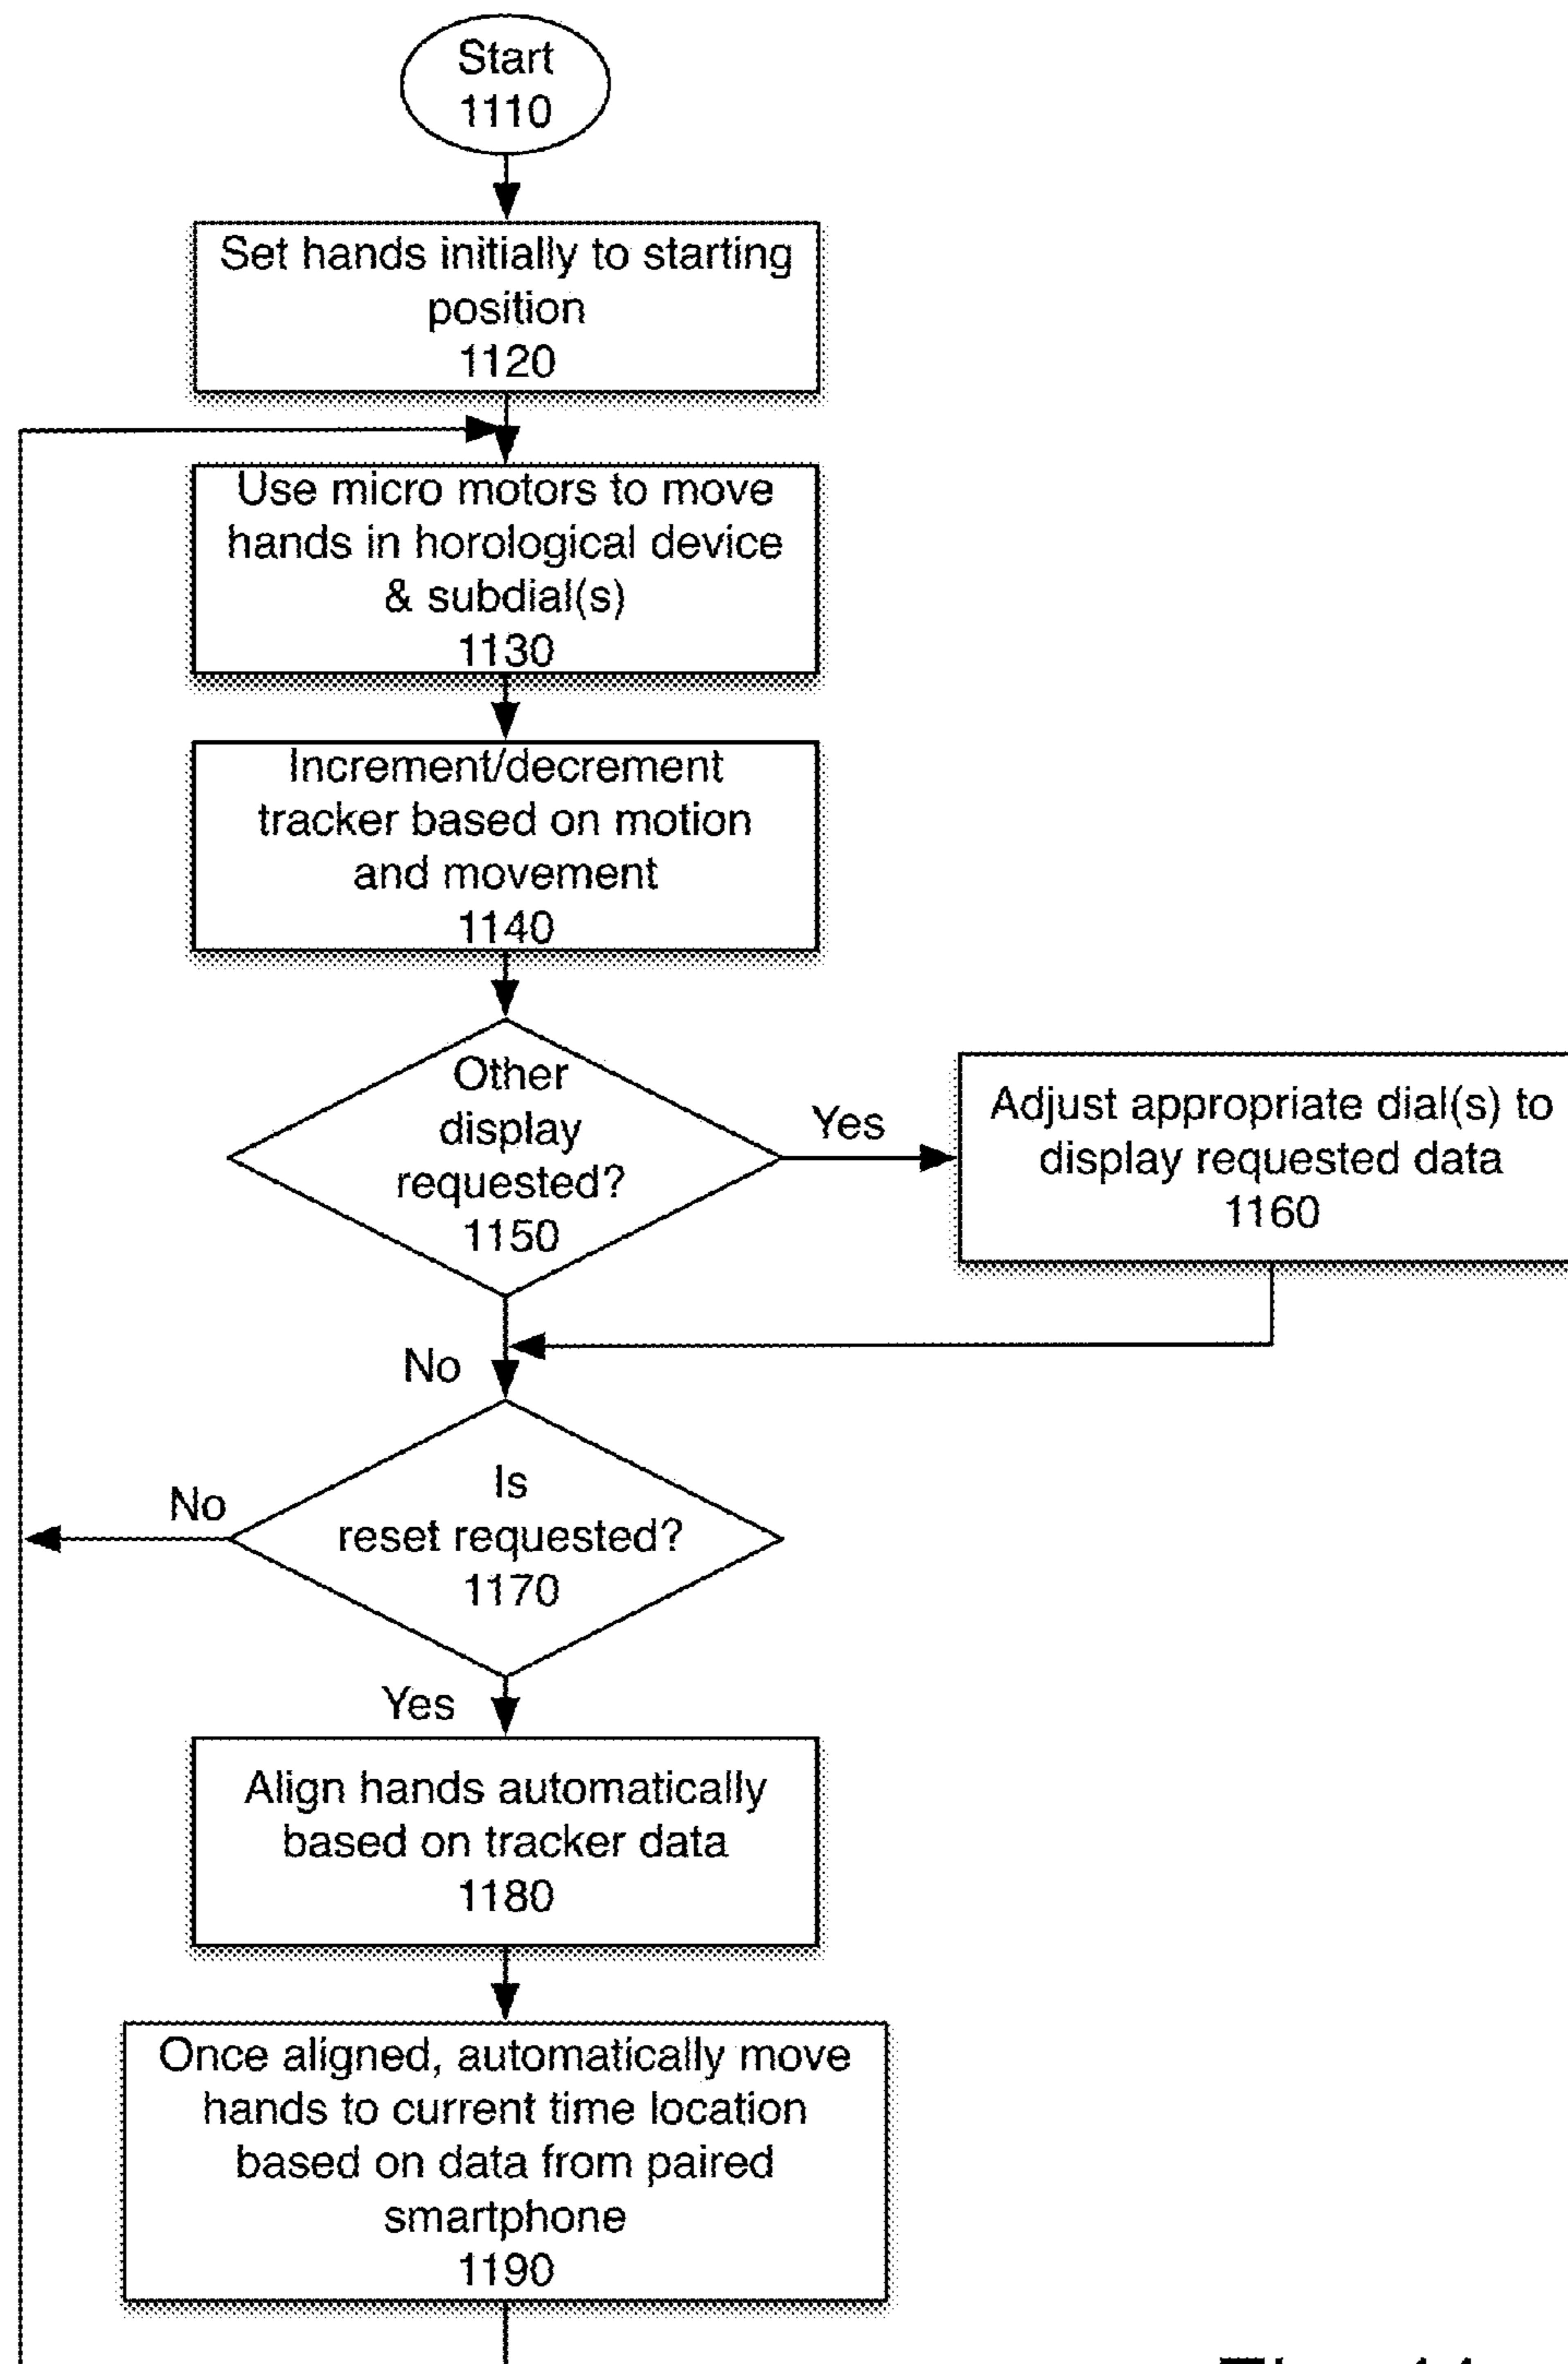 Start
1110
Set hands initially to starting
position
1120
Use micro motors to move
hands in horological device
& subdial(s)
1130
Increment/decrement
tracker based on motion
and movement
1140
Other
display
requested?
1150
Yes
Adjust appropriate dial(s) to
display requested data
1160
No
Is
reset requested?
1170
No
Yes
Align hands automatically
based on tracker data
1180
Once aligned, automatically move
hands to current time location
based on data from paired
smartphone
1190